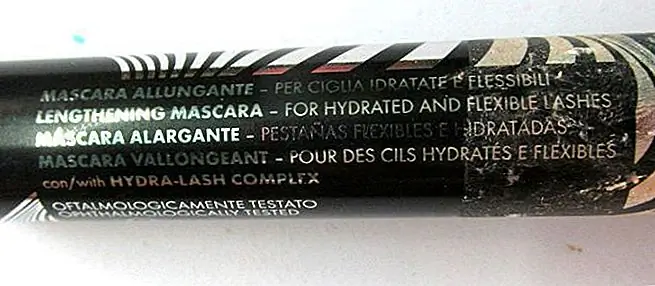 MASCARA ALLUNGANTE – PER CIGLIA IDRATATE E FLESSIBILI
LENGTHENING MASCARA – FOR HYDRATED AND FLEXIBLE LASHES
MÁSCARA ALARGANTE – PESTAÑAS FLEXIBLES E HIDRATADAS
MASCARA VALLONGEANT – POUR DES CILS HYDRATÉS E FLEXIBLES
con/with HYDRA-LASH COMPLEX
OFTALMOLOGICAMENTE TESTATO
OPHTHALMOLOGICALLY TESTED